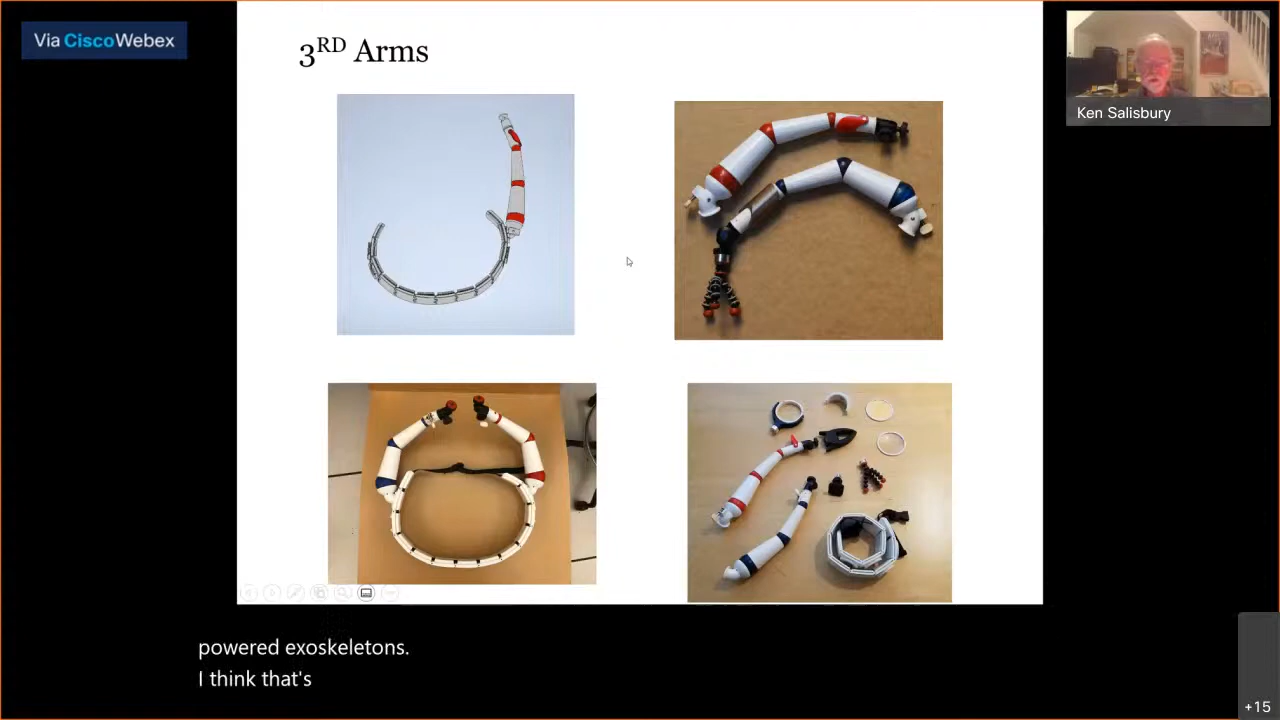 Via CiscoWebex
3RD Arms
Ken Salisbury
powered exoskeletons.
I think that's
+15